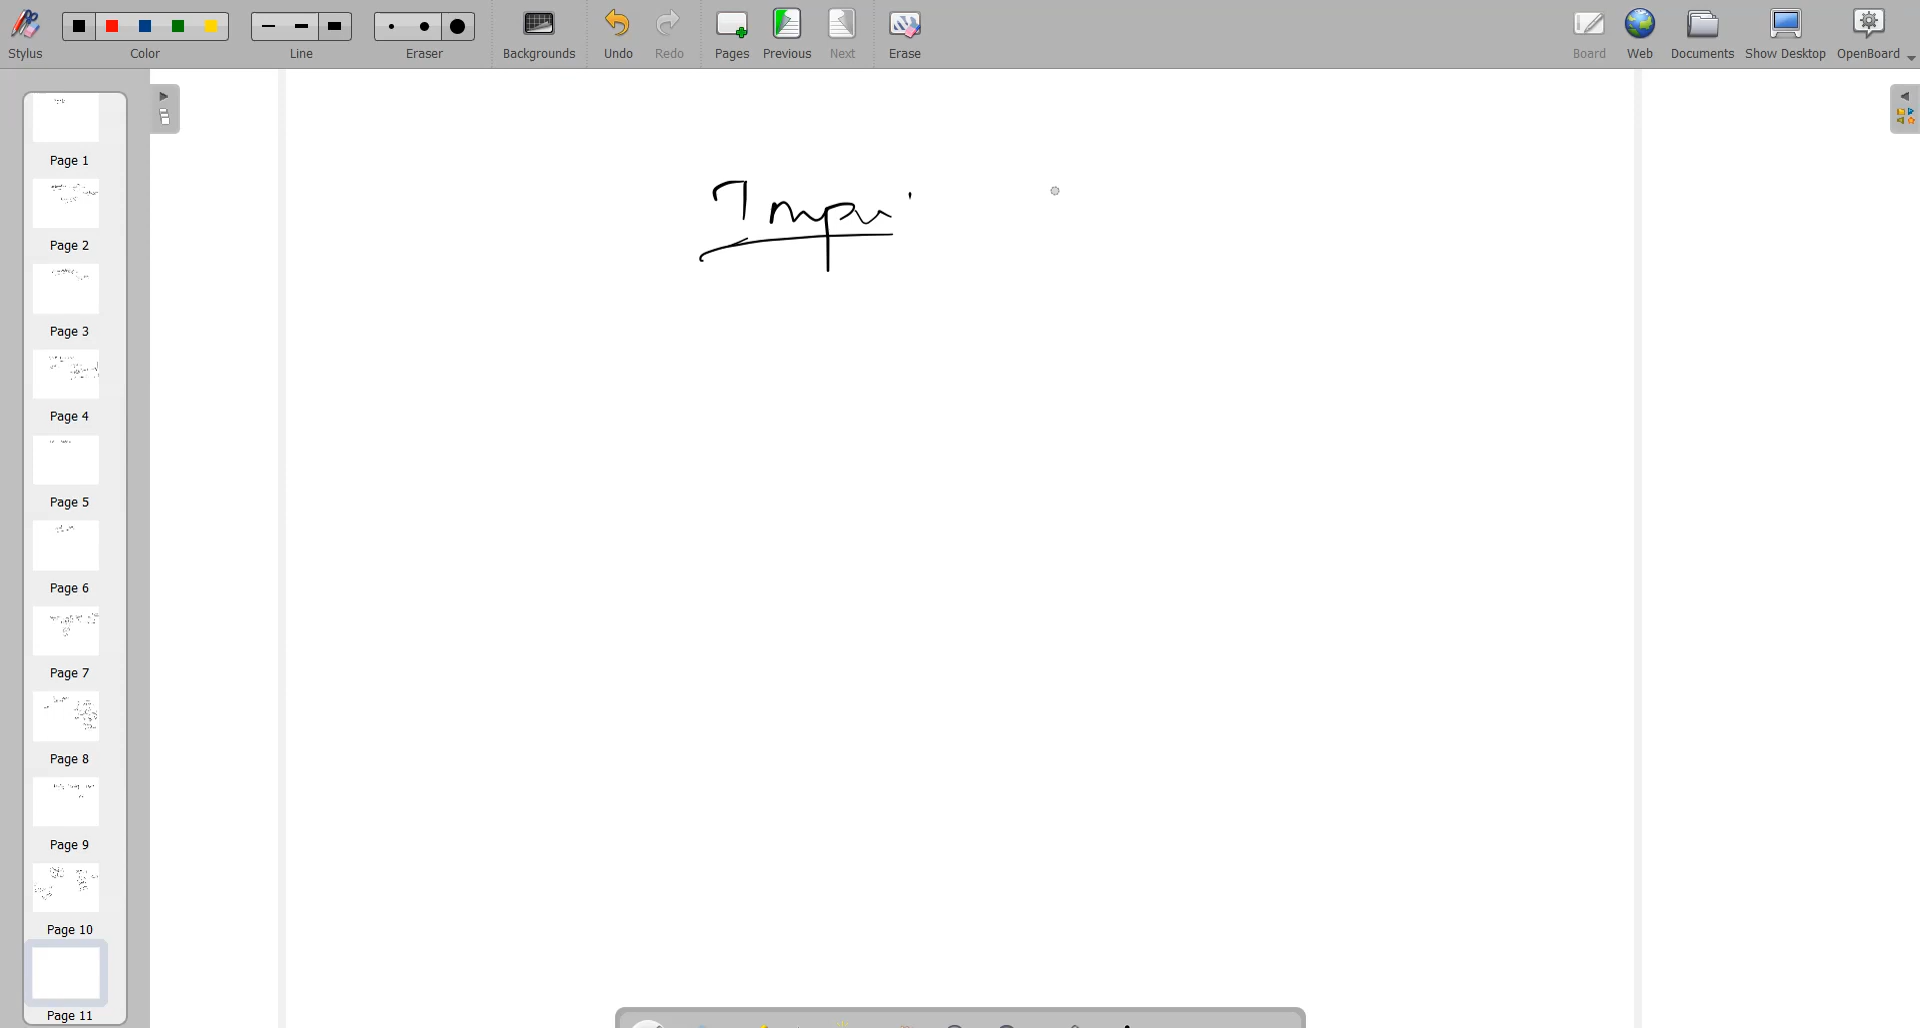 Stylus Color Line Eraser Backgrounds Undo Redo Pages Previous Next Erase Board Web Documents Show Desktop OpenBoard
Page 1
Page 2
Page 3
Page 4
Page 5
Page 6
Page 7
Page 8
Page 9
Page 10
Page 11